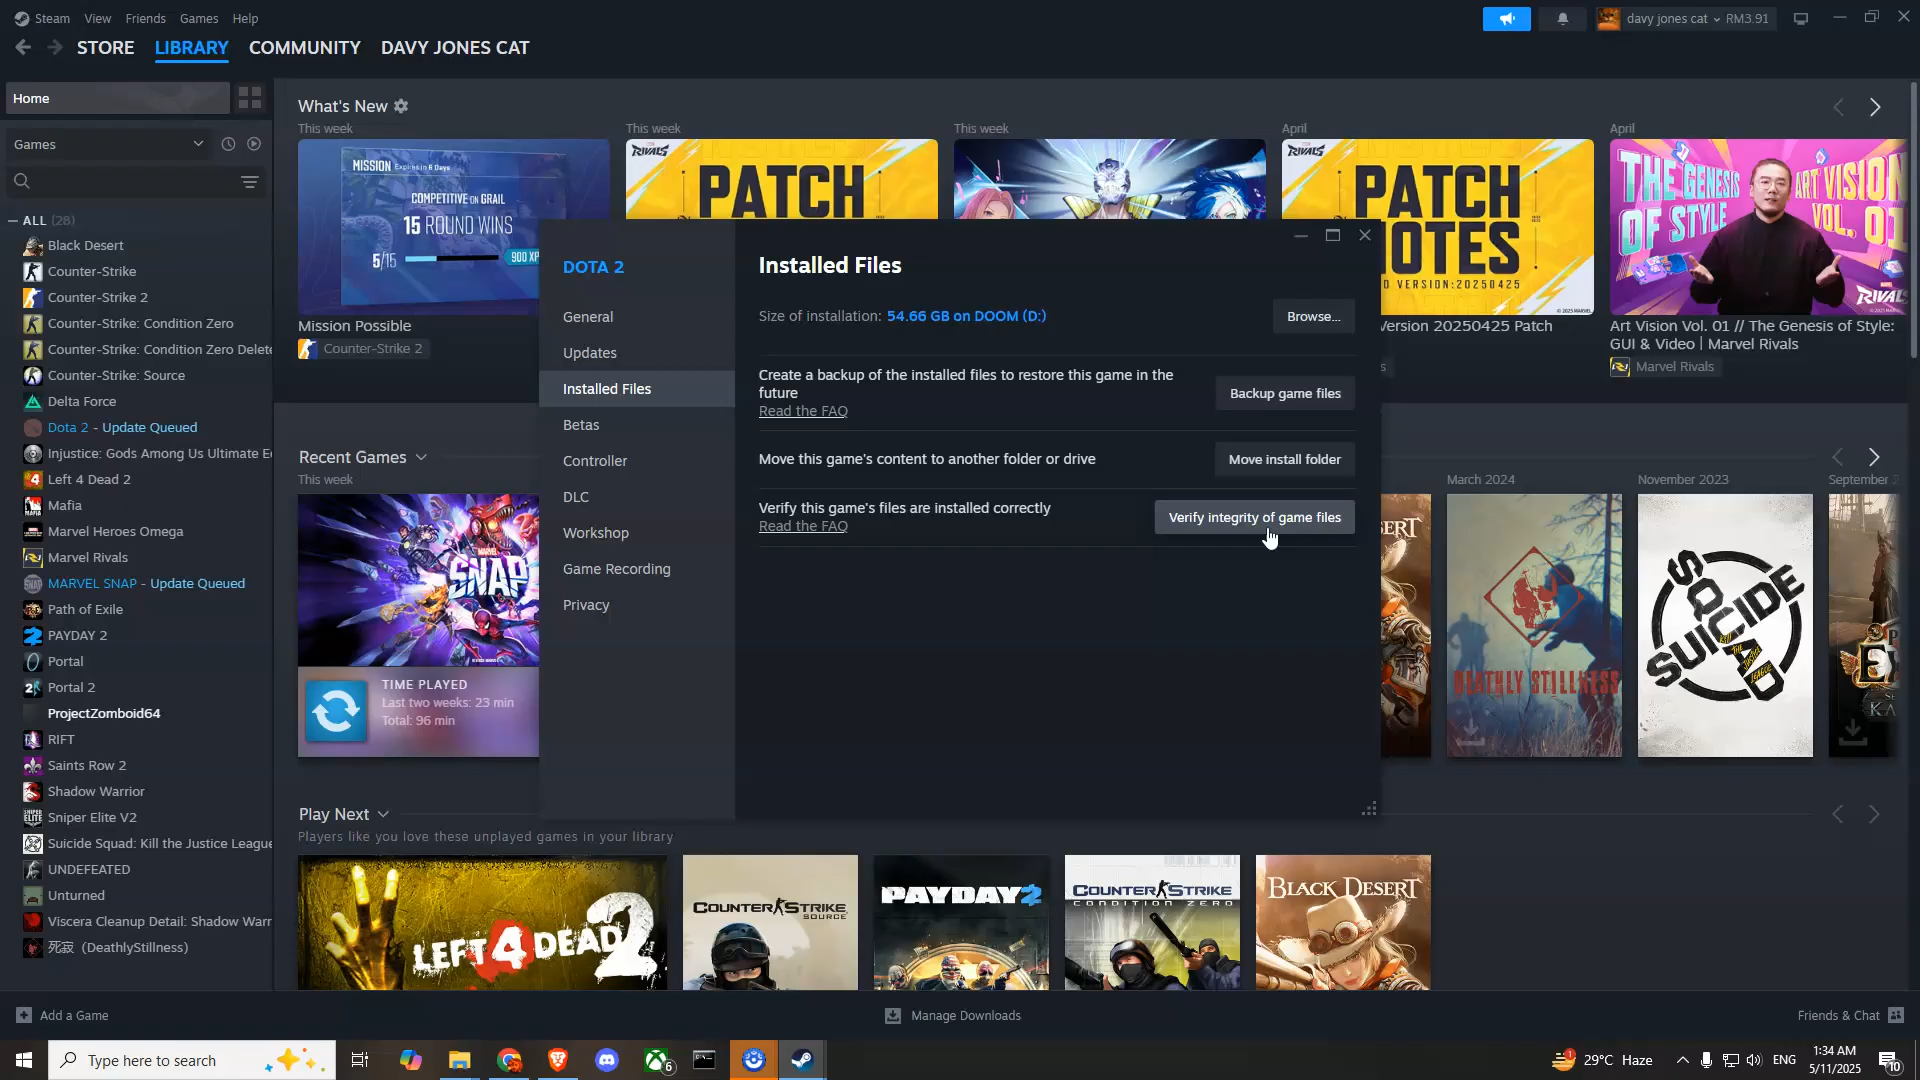 Steam View Friends Games Help
davy jones cat RM3.91
STORE LIBRARY COMMUNITY DAVY JONES CAT
Home
Games
ALL (28)
Black Desert
Counter-Strike
Counter-Strike 2
Counter-Strike: Condition Zero
Counter-Strike: Condition Zero Delete
Counter-Strike: Source
Delta Force
Dota 2 - Update Queued
Injustice: Gods Among Us Ultimate E
Left 4 Dead 2
Mafia
Marvel Heroes Omega
Marvel Rivals
MARVEL SNAP - Update Queued
Path of Exile
PAYDAY 2
Portal
Portal 2
ProjectZomboid64
RIFT
Saints Row 2
Shadow Warrior
Sniper Elite V2
Suicide Squad: Kill the Justice League
UNDEFEATED
Unturned
Viscera Cleanup Detail: Shadow Warr
死寂 (DeathlyStillness)
What's New
This week
This week
This week
April
April
MISSION Expires in 6 Days
COMPETITIVE ON GRAIL
15 ROUND WINS
5/15
900 XP
Mission Possible
Counter-Strike 2
RIVALS
PATCH
RIVALS
PATCH
NOTES
VERSION:20250425
Version 20250425 Patch
THE GENESIS
OF STYLE
ART VISION
VOL. 01
RIVALS
Art Vision Vol. 01 // The Genesis of Style:
GUI & Video | Marvel Rivals
Marvel Rivals
DOTA 2
General
Updates
Installed Files
Betas
Controller
DLC
Workshop
Game Recording
Privacy
Installed Files
Size of installation: 54.66 GB on DOOM (D:)
Browse...
Create a backup of the installed files to restore this game in the
future
Read the FAQ
Backup game files
Move this game's content to another folder or drive
Move install folder
Verify this game's files are installed correctly
Read the FAQ
Verify integrity of game files
Recent Games
This week
March 2024
November 2023
September 2
MARVEL
SNAP
TIME PLAYED
Last two weeks: 23 min
Total: 96 min
DEATHLY STILLNESS
SUICIDE
SQUAD
Play Next
Players like you love these unplayed games in your library
LEFT 4 DEAD 2
COUNTER STRIKE
SOURCE
PAYDAY 2
COUNTER STRIKE
CONDITION ZERO
BLACK DESERT
Add a Game
Manage Downloads
Friends & Chat
Type here to search
6
29°C Haze
ENG
1:34 AM
5/11/2025
10